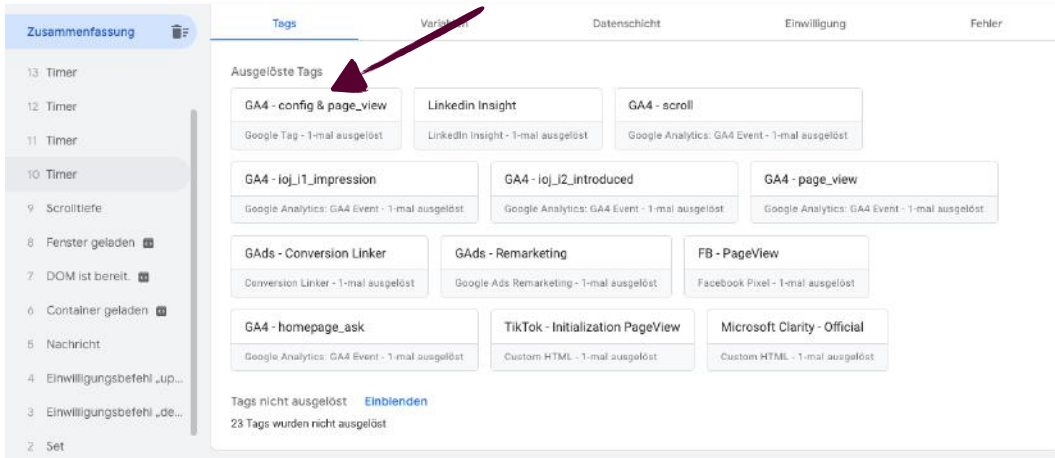 Zusammenfassung
13 Timer
12 Timer
11 Timer
10 Timer
9 Scrolltiefe
8 Fenster geladen
7 DOM ist bereit.
6 Container geladen
5 Nachricht
4 Einwilligungsbefehl „up...
3 Einwilligungsbefehl „de...
2 Set
Tags Datenschicht Einwilligung Fehler
Ausgelöste Tags
GA4 - config & page_view Linkedin Insight GA4 - scroll
Google Tag - 1-mal ausgelöst LinkedIn Insight - 1-mal ausgelöst Google Analytics: GA4 Event - 1-mal ausgelöst
GA4 - ioj_i1_impression GA4 - ioj_i2_introduced GA4 - page_view
Google Analytics: GA4 Event - 1-mal ausgelöst Google Analytics: GA4 Event - 1-mal ausgelöst Google Analytics: GA4 Event - 1-mal ausgelöst
GAds - Conversion Linker GAds - Remarketing FB - PageView
Conversion Linker - 1-mal ausgelöst Google Ads Remarketing - 1-mal ausgelöst Facebook Pixel - 1-mal ausgelöst
GA4 - homepage_ask TikTok - Initialization PageView Microsoft Clarity - Official
Google Analytics: GA4 Event - 1-mal ausgelöst Custom HTML - 1-mal ausgelöst Custom HTML - 1-mal ausgelöst
Tags nicht ausgelöst Einblenden
23 Tags wurden nicht ausgelöst